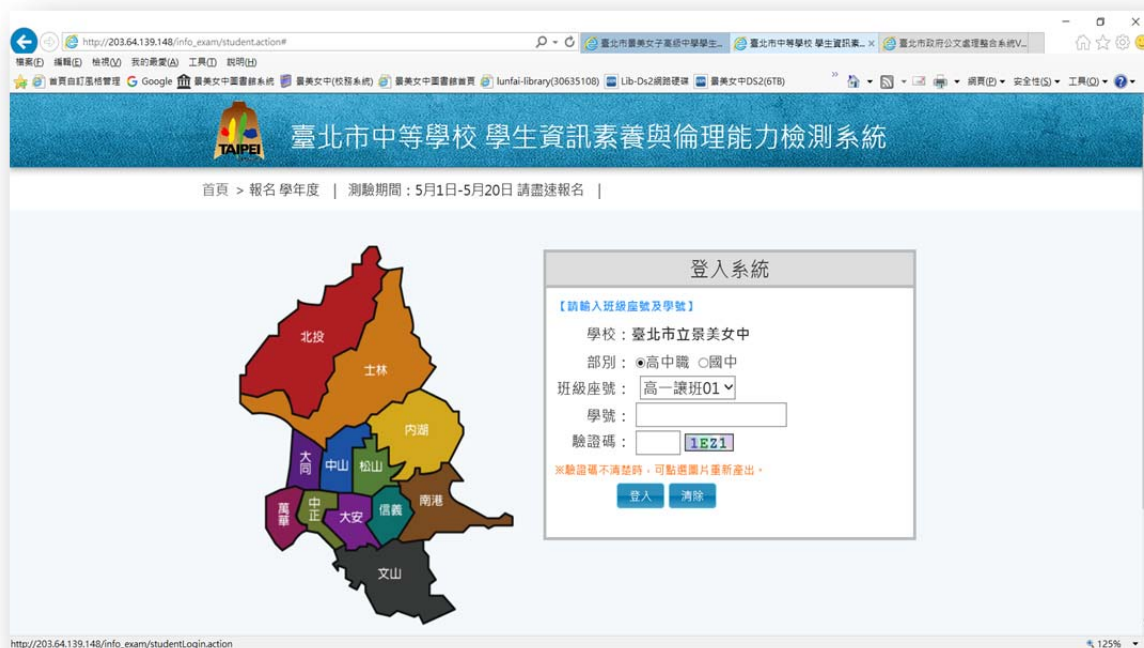 http://203.64.139.148/info_exam/student.action#
臺北市景美女子高級中學學生...
臺北市中等學校 學生資訊素...
臺北市政府公文處理整合系統V...
檔案(F) 編輯(E) 檢視(V) 我的最愛(A) 工具(T) 說明(H)
首頁自訂風格管理 Google 景美女中圖書館系統 景美女中(校務系統) 景美女中圖書館首頁 lunfai-library(30635108) Lib-Ds2網路硬碟 景美女中DS2(6TB) 網頁(P) 安全性(S) 工具(O)
TAIPEI
臺北市中等學校 學生資訊素養與倫理能力檢測系統
首頁 > 報名 學年度 | 測驗期間：5月1日-5月20日 請盡速報名 |
登入系統
【請輸入班級座號及學號】
學校：臺北市立景美女中
部別： 高中職 國中
班級座號： 高一讓班01
學號：
驗證碼： 1EZ1
※驗證碼不清楚時，可點選圖片重新產出。
登入 清除
北投
士林
內湖
大同
中山
松山
南港
萬華
中正
大安
信義
文山
http://203.64.139.148/info_exam/studentLogin.action
125%